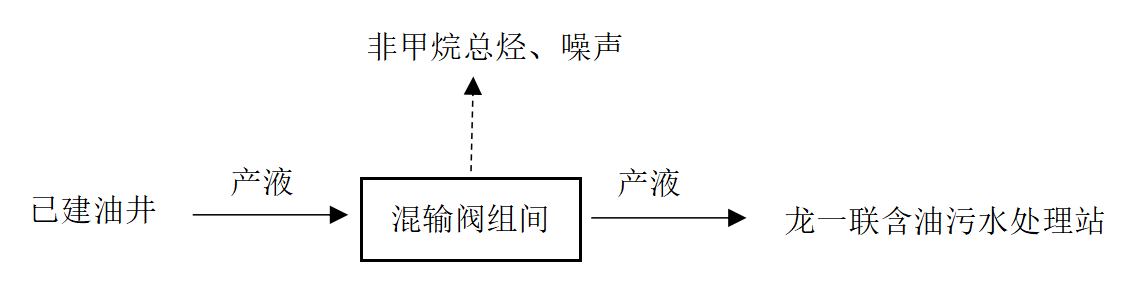 非甲烷总烃、噪声
产液
产液
已建油井
混输阀组间
龙一联含油污水处理站